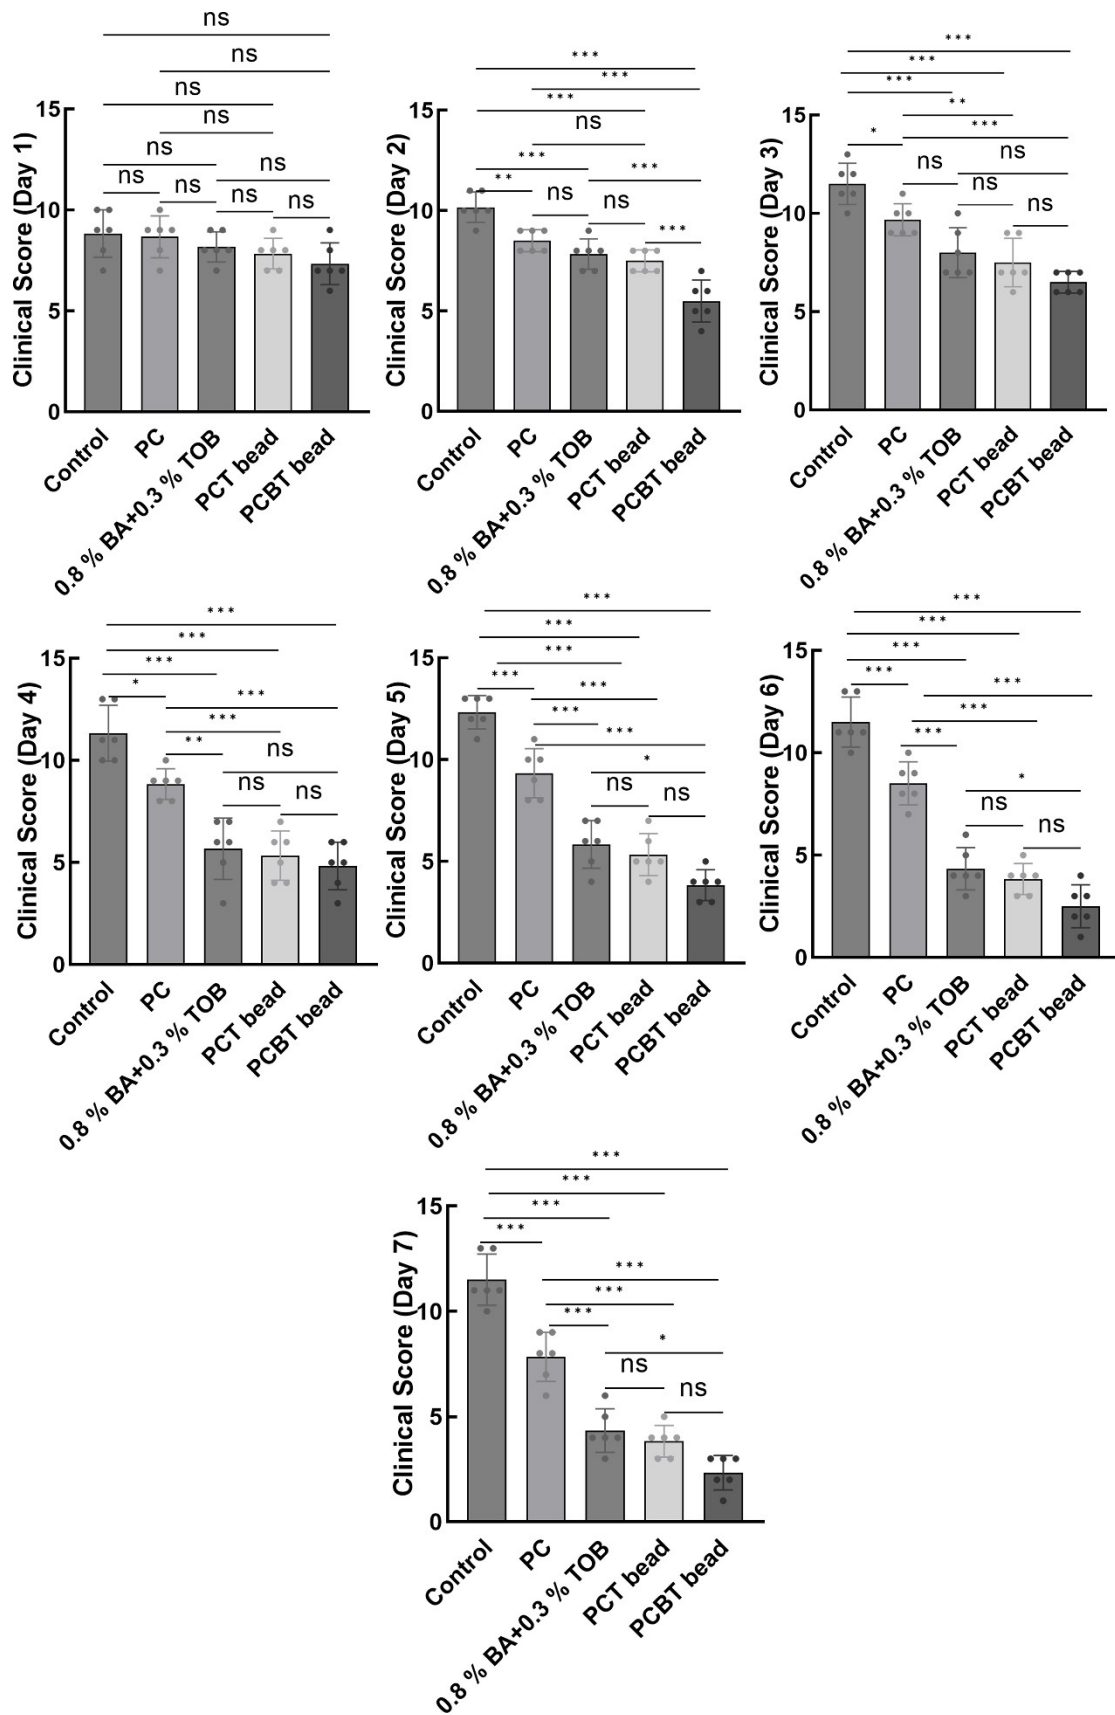 ns
ns
ns
ns
ns
ns
ns
ns
ns
ns
Clinical Score (Day 1)
15
10
5
0
Control
PC
0.8 % BA+0.3 % TOB
PCT bead
PCBT bead
***
***
***
ns
***
***
**
ns
ns
***
Clinical Score (Day 2)
15
10
5
0
Control
PC
0.8 % BA+0.3 % TOB
PCT bead
PCBT bead
***
***
***
**
***
*
ns
ns
ns
ns
Clinical Score (Day 3)
15
10
5
0
Control
PC
0.8 % BA+0.3 % TOB
PCT bead
PCBT bead
***
***
***
*
***
***
**
ns
ns
ns
Clinical Score (Day 4)
15
10
5
0
Control
PC
0.8 % BA+0.3 % TOB
PCT bead
PCBT bead
***
***
***
***
***
***
***
*
ns
ns
Clinical Score (Day 5)
15
10
5
0
Control
PC
0.8 % BA+0.3 % TOB
PCT bead
PCBT bead
***
***
***
***
***
***
***
*
ns
ns
Clinical Score (Day 6)
15
10
5
0
Control
PC
0.8 % BA+0.3 % TOB
PCT bead
PCBT bead
***
***
***
***
***
***
***
*
ns
ns
Clinical Score (Day 7)
15
10
5
0
Control
PC
0.8 % BA+0.3 % TOB
PCT bead
PCBT bead